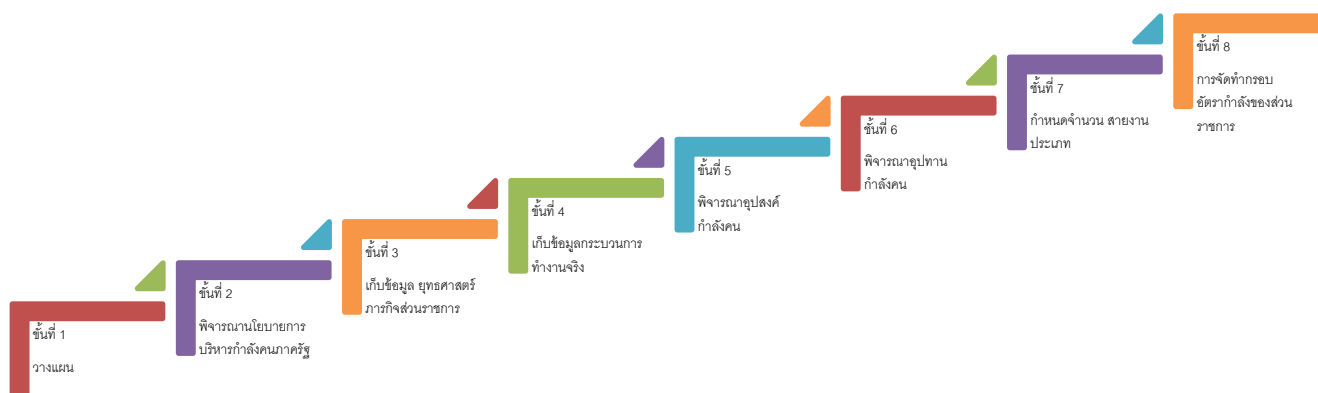 ขั้นที่ 1
วางแผน
ขั้นที่ 2
พิจารณานโยบายการ
บริหารกำลังคนภาครัฐ
ขั้นที่ 3
เก็บข้อมูล ยุทธศาสตร์
ภารกิจส่วนราชการ
ขั้นที่ 4
เก็บข้อมูลกระบวนการ
ทำงานจริง
ขั้นที่ 5
พิจารณาอุปสงค์
กำลังคน
ขั้นที่ 6
พิจารณาอุปทาน
กำลังคน
ขั้นที่ 7
กำหนดจำนวน สายงาน
ประเภท
ขั้นที่ 8
การจัดทำกรอบ
อัตรากำลังของส่วน
ราชการ